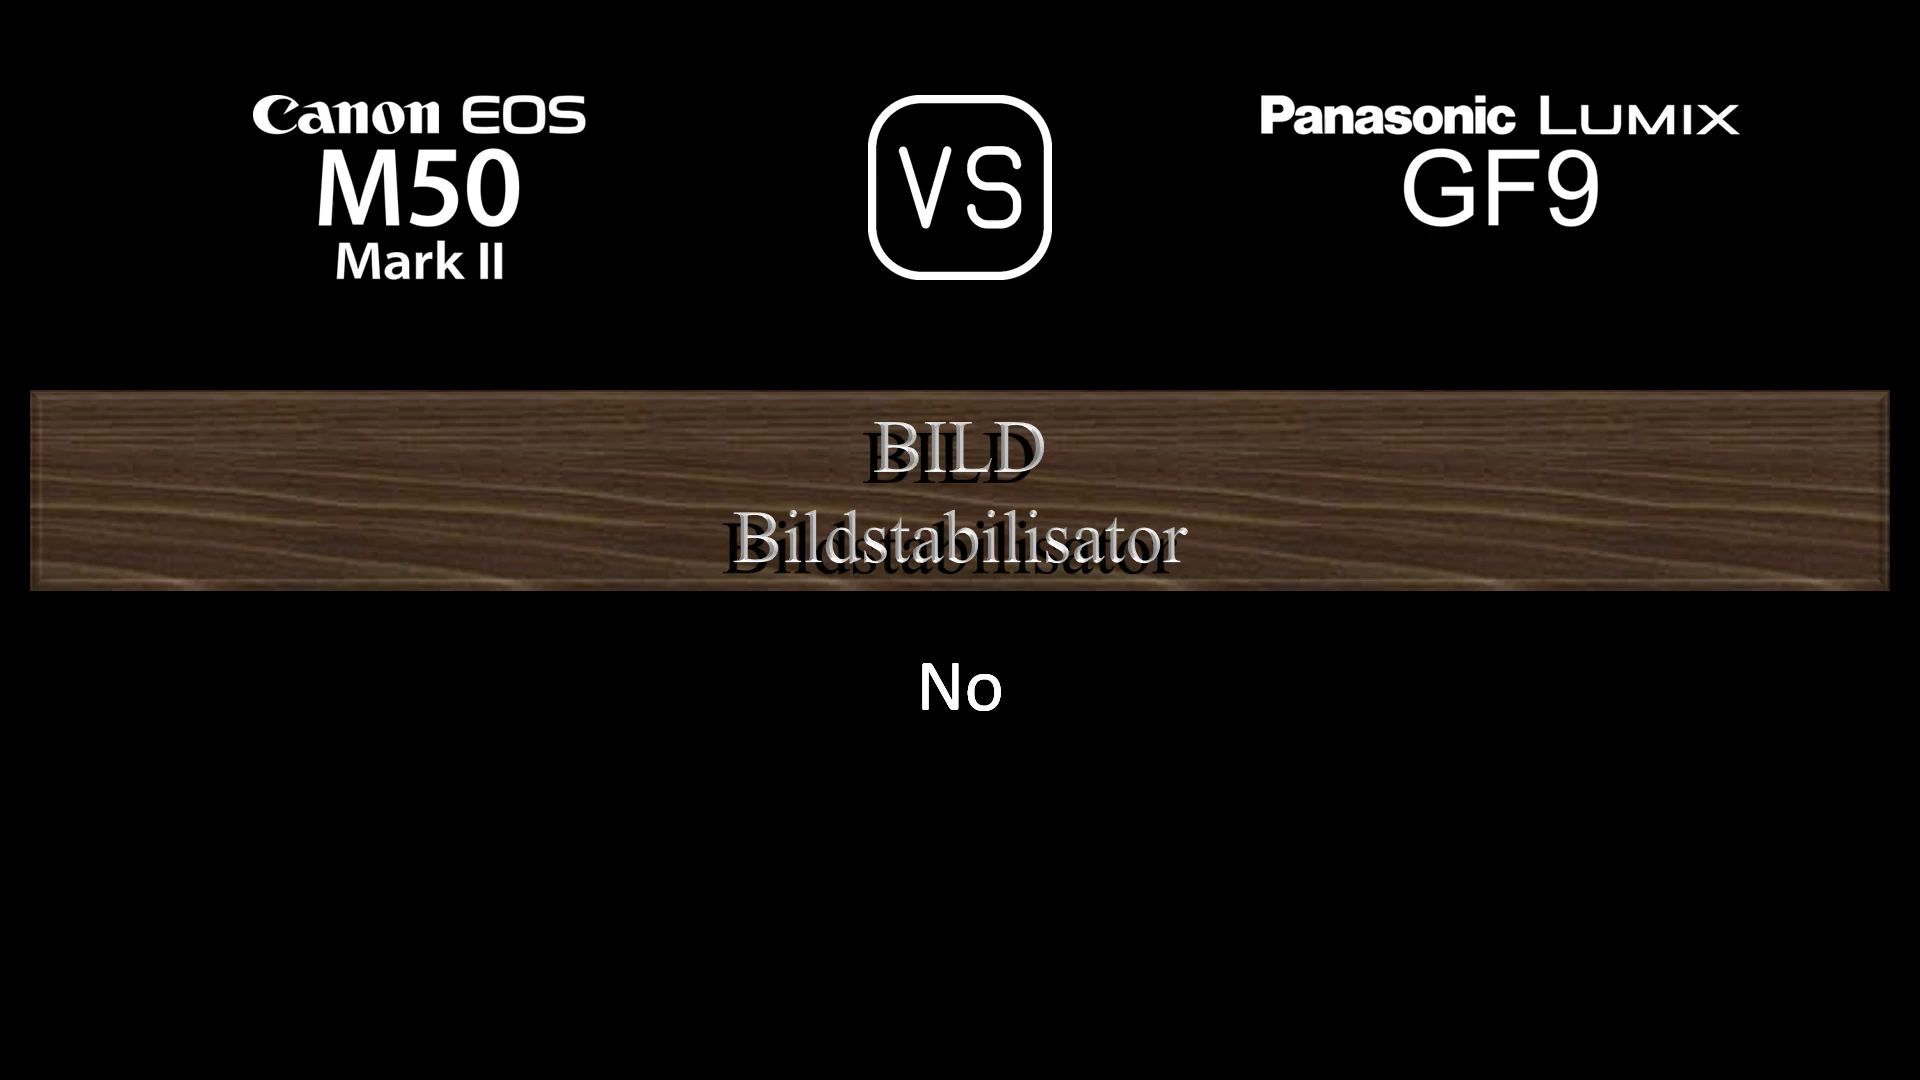 Canon EOS
M50
Mark II
VS
Panasonic LUMIX
GF9
BILD
Bildstabilisator
No